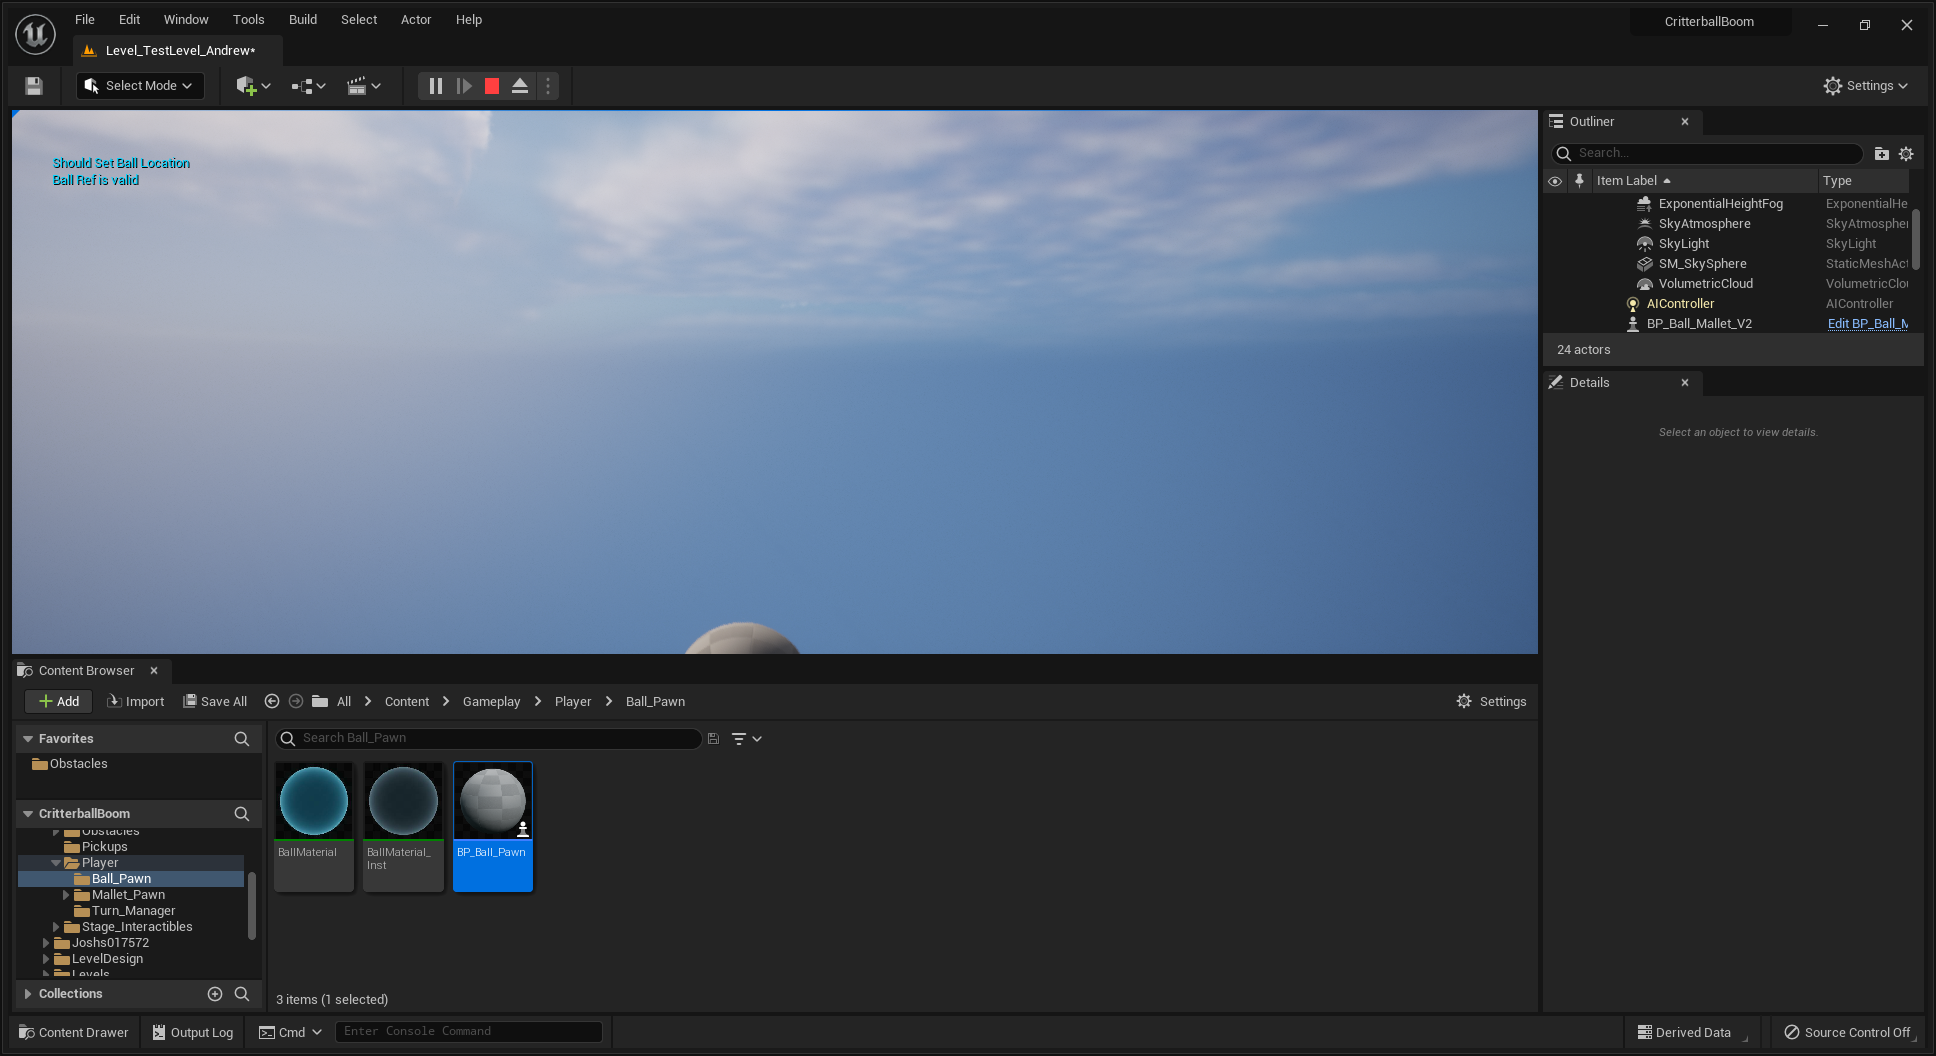 File Edit Window Tools Build Select Actor Help
CritterballBoom
Level_TestLevel_Andrew*
Select Mode
Settings
Should Set Ball Location
Ball Ref is valid
Outliner
Search...
Item Label Type
ExponentialHeightFog ExponentialHe
SkyAtmosphere SkyAtmospher
SkyLight SkyLight
SM_SkySphere StaticMeshAct
VolumetricCloud VolumetricClou
AIController AIController
BP_Ball_Mallet_V2 Edit BP_Ball_M
24 actors
Details
Select an object to view details.
Content Browser
Add Import Save All All Content Gameplay Player Ball_Pawn Settings
Favorites
Obstacles
Search Ball_Pawn
CritterballBoom
Obstacles
Pickups
Player
Ball_Pawn
Mallet_Pawn
Turn_Manager
Stage_Interactibles
Joshs017572
LevelDesign
Levels
Collections
BallMaterial
BallMaterial_
Inst
BP_Ball_Pawn
3 items (1 selected)
Content Drawer Output Log Cmd Enter Console Command Derived Data Source Control Off